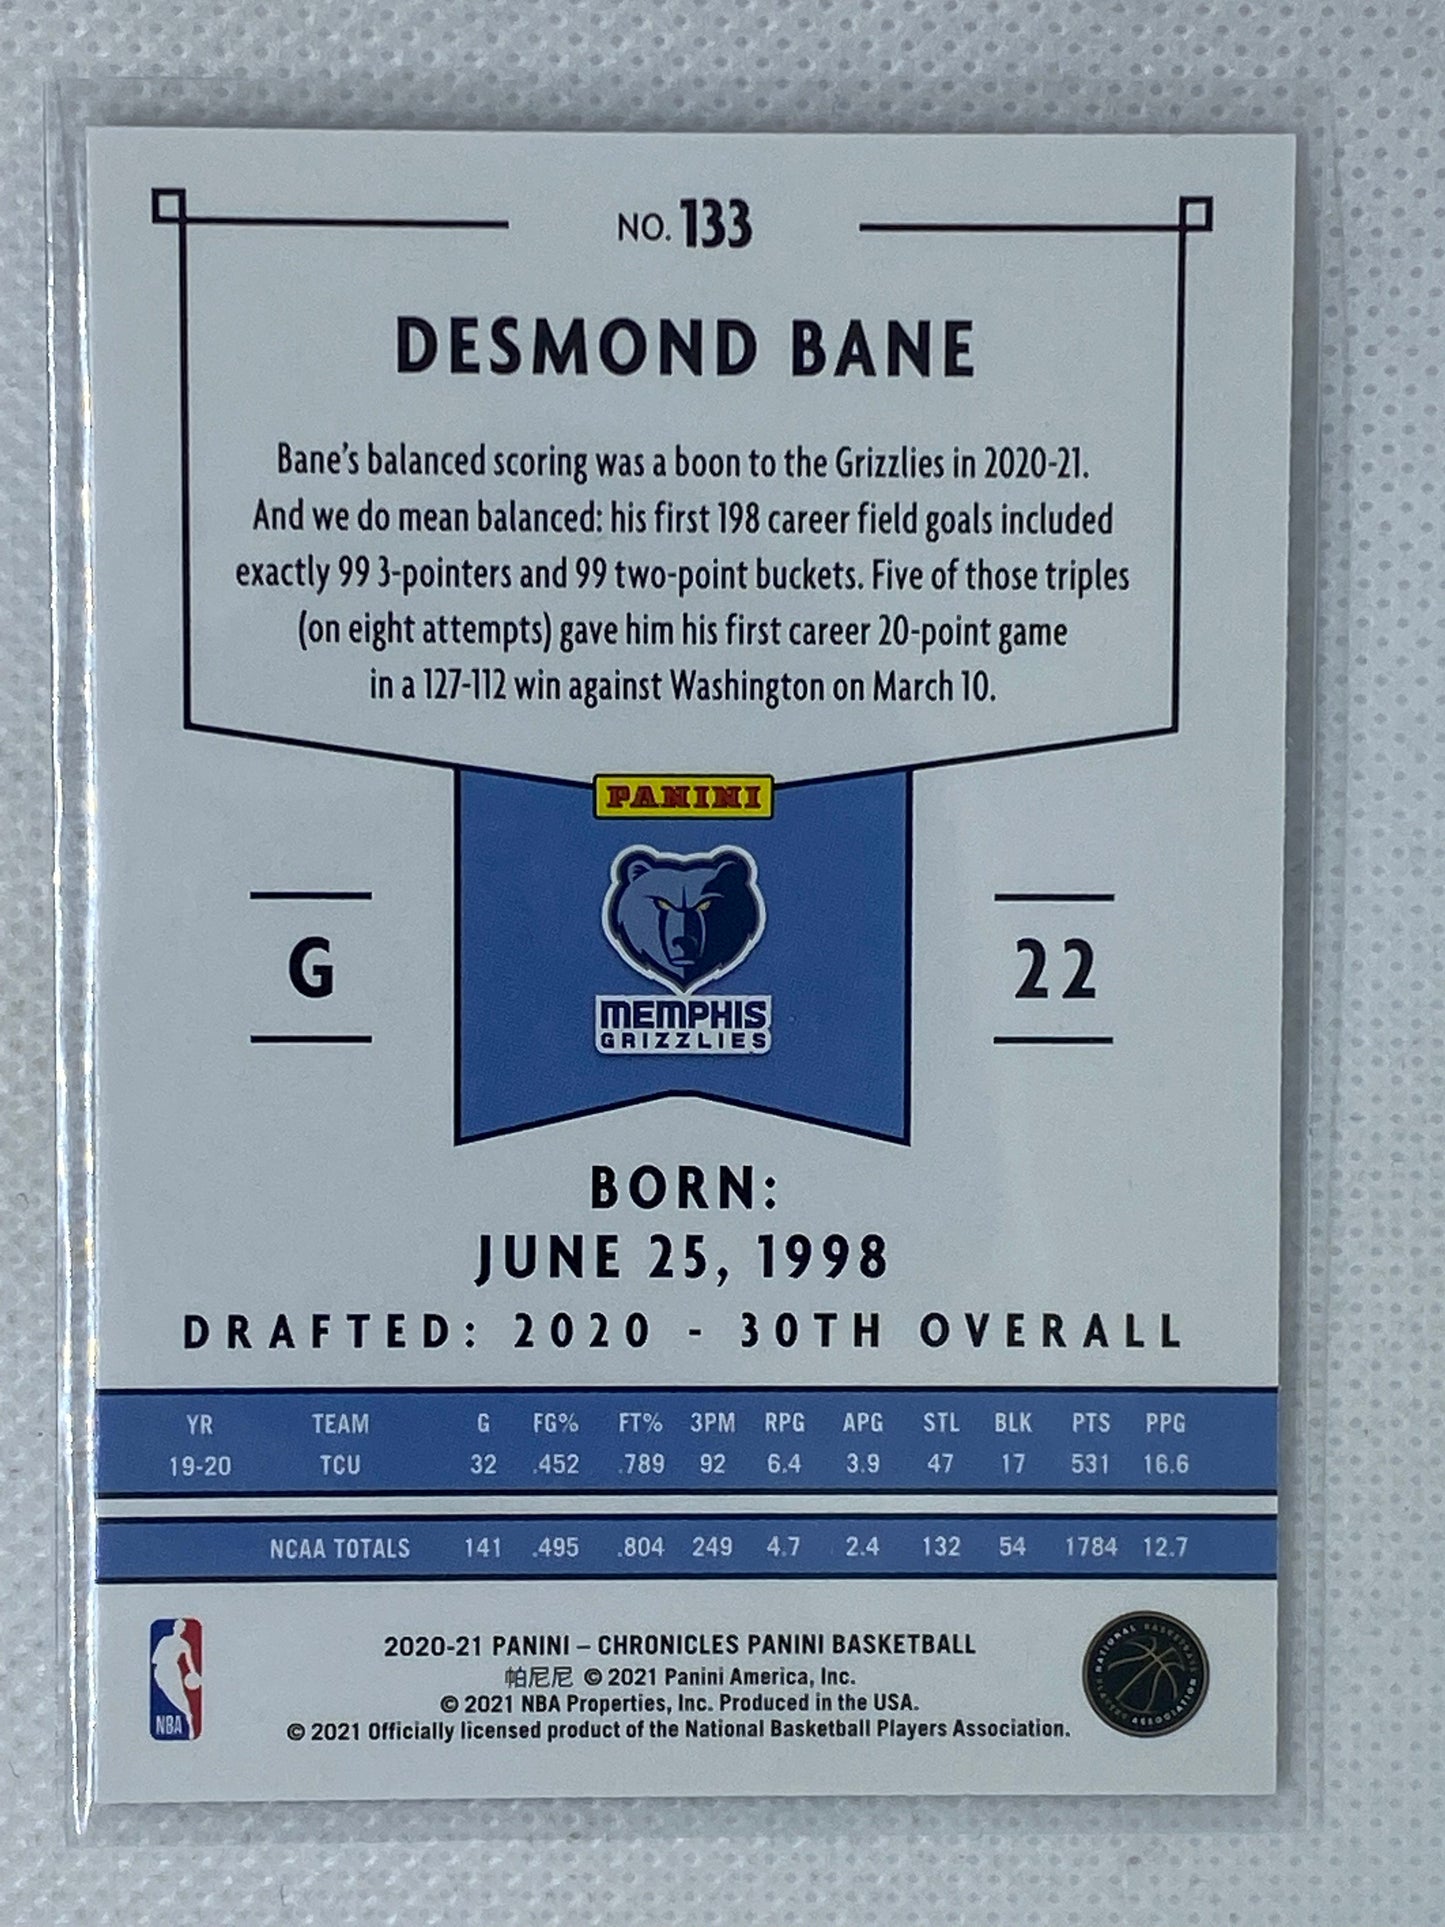 NO. 133
DESMOND BANE
Bane's balanced scoring was a boon to the Grizzlies in 2020-21.
And we do mean balanced: his first 198 career field goals included
exactly 99 3-pointers and 99 two-point buckets. Five of those triples
(on eight attempts) gave him his first career 20-point game
in a 127-112 win against Washington on March 10.
PANINI
G
22
MEMPHIS
GRIZZLIES
BORN:
JUNE 25, 1998
DRAFTED: 2020 - 30TH OVERALL
YR TEAM G FG% FT% 3PM RPG APG STL BLK PTS PPG
19-20 TCU 32 .452 .789 92 6.4 3.9 47 17 531 16.6
NCAA TOTALS 141 .495 .804 249 4.7 2.4 132 54 1784 12.7
2020-21 PANINI – CHRONICLES PANINI BASKETBALL
帕尼尼 © 2021 Panini America, Inc.
© 2021 NBA Properties, Inc. Produced in the USA.
© 2021 Officially licensed product of the National Basketball Players Association.
NBA
NATIONAL BASKETBALL
PLAYERS ASSOCIATION